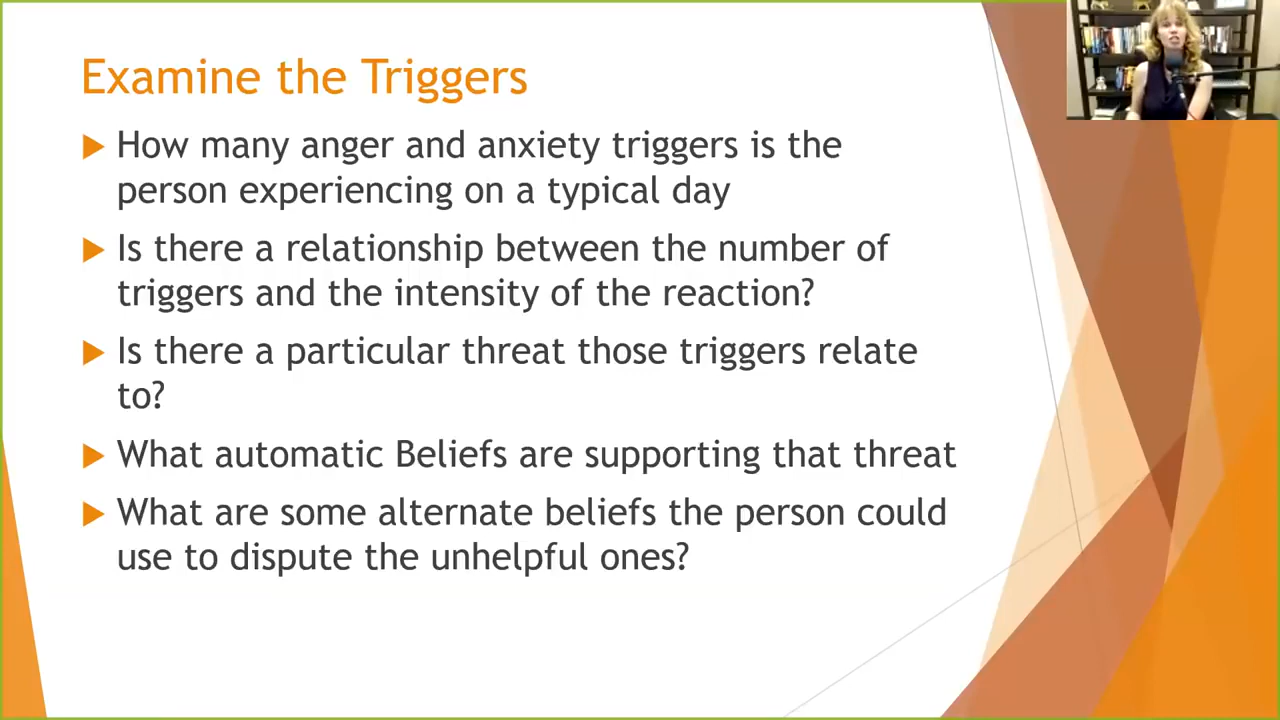 Examine the Triggers
How many anger and anxiety triggers is the
person experiencing on a typical day
Is there a relationship between the number of
triggers and the intensity of the reaction?
Is there a particular threat those triggers relate
to?
What automatic Beliefs are supporting that threat
What are some alternate beliefs the person could
use to dispute the unhelpful ones?